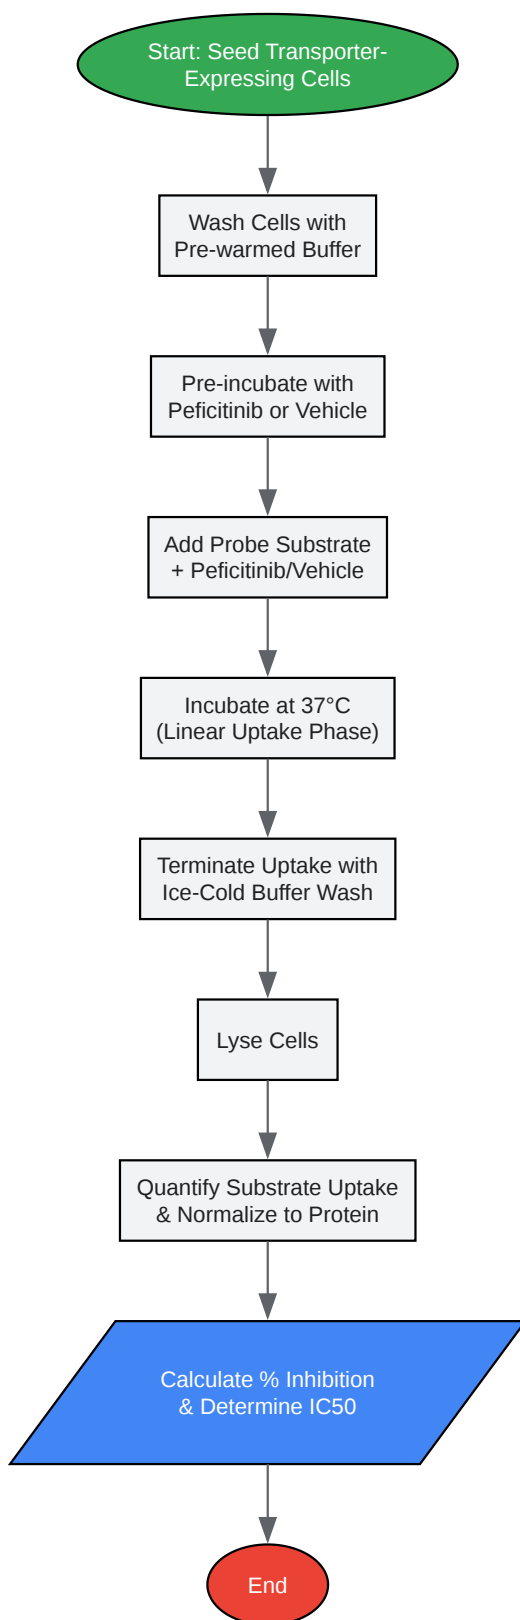 Start: Seed Transporter-
Expressing Cells
Wash Cells with
Pre-warmed Buffer
Pre-incubate with
Peficitinib or Vehicle
Add Probe Substrate
+ Peficitinib/Vehicle
Incubate at 37°C
(Linear Uptake Phase)
Terminate Uptake with
Ice-Cold Buffer Wash
Lyse Cells
Quantify Substrate Uptake
& Normalize to Protein
Calculate % Inhibition
& Determine IC50
End